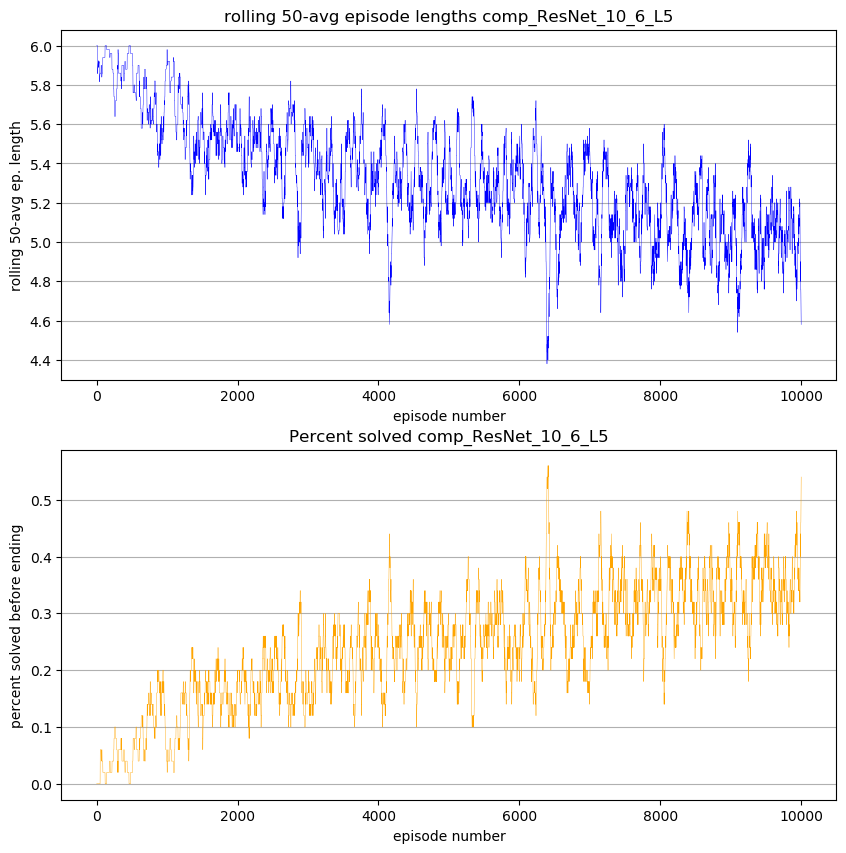 rolling 50-avg episode lengths comp_ResNet_10_6_L5
rolling 50-avg ep. length
6.0
5.8
5.6
5.4
5.2
5.0
4.8
4.6
4.4
0 2000 4000 6000 8000 10000
episode number
Percent solved comp_ResNet_10_6_L5
percent solved before ending
0.5
0.4
0.3
0.2
0.1
0.0
0 2000 4000 6000 8000 10000
episode number